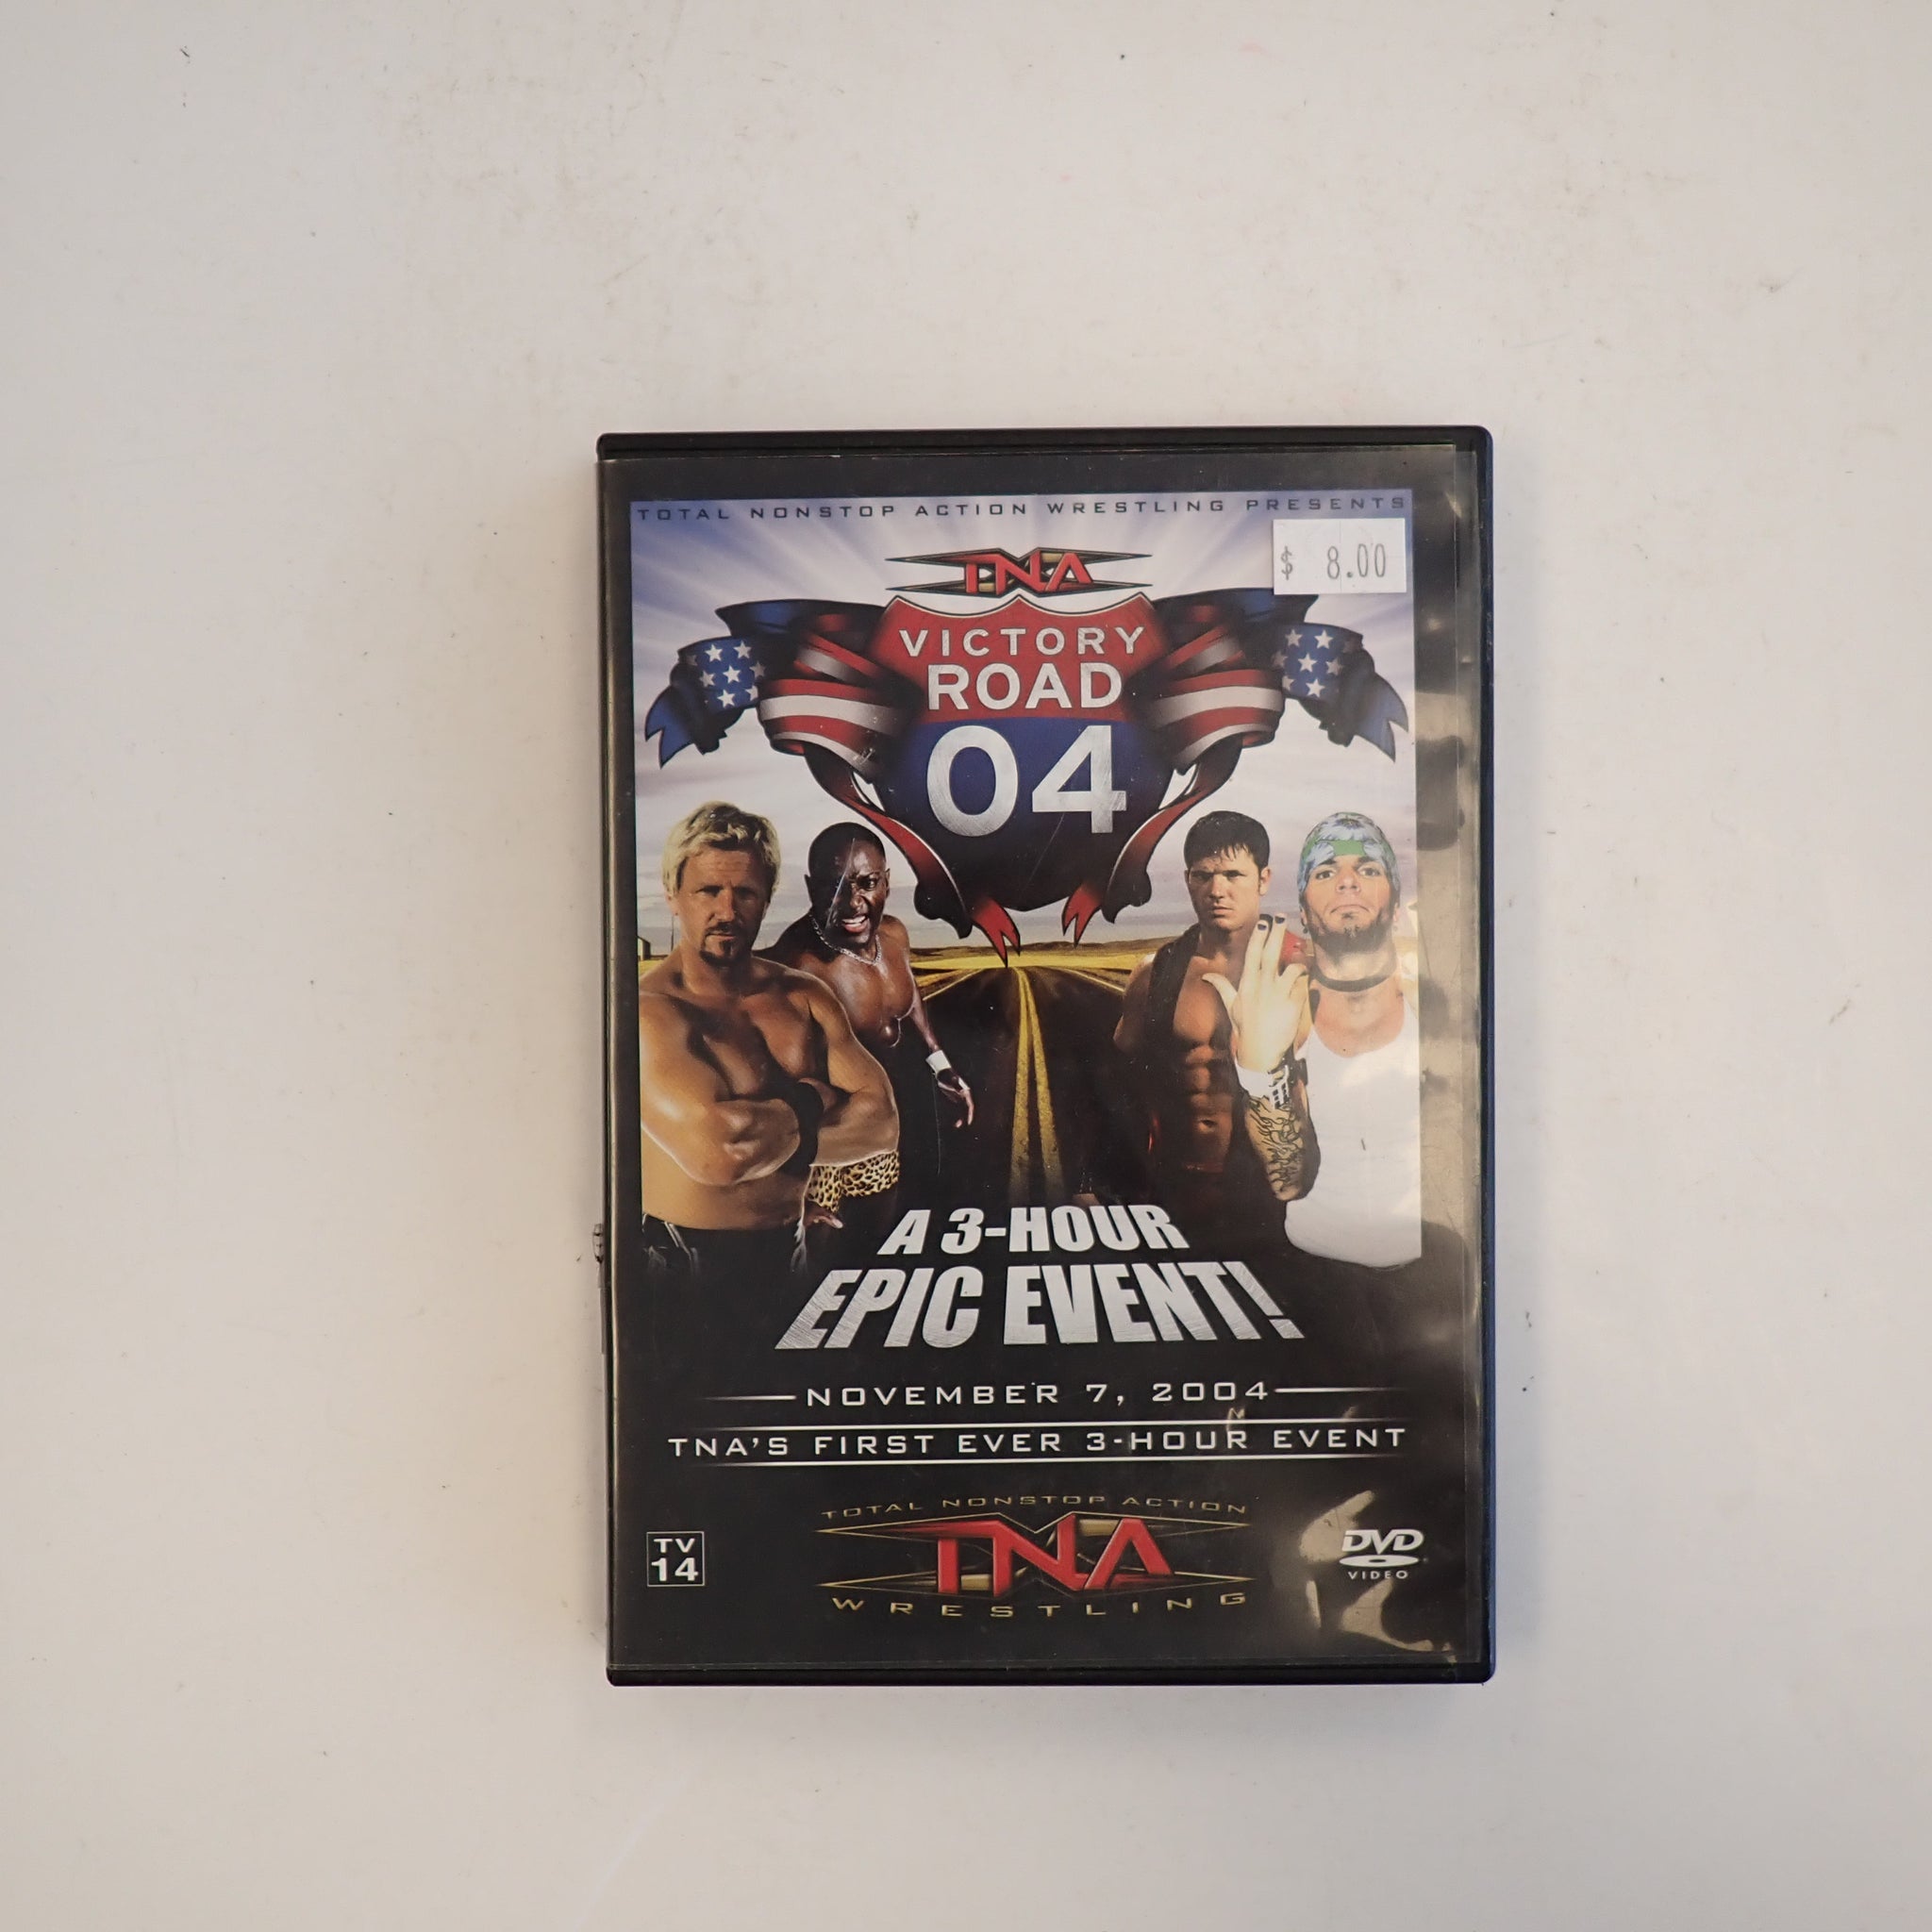 TOTAL NONSTOP ACTION WRESTLING PRESENTS
$ 8.00
TNA
VICTORY
ROAD
04
A 3-HOUR
EPIC EVENT!
NOVEMBER 7, 2004
TNA'S FIRST EVER 3-HOUR EVENT
TOTAL NONSTOP ACTION
TNA
WRESTLING
TV
14
DVD
VIDEO